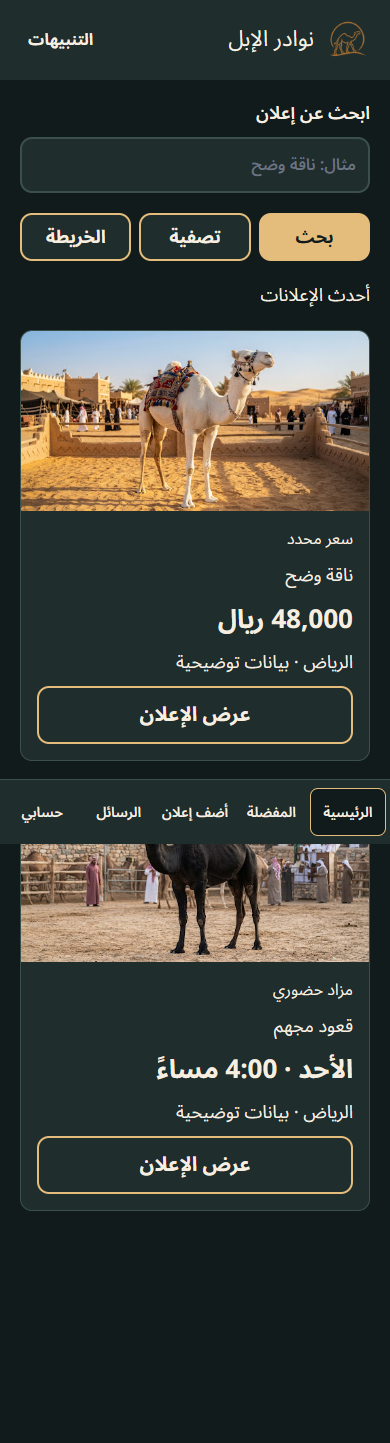 نوادر الإبل
التنبيهات
ابحث عن إعلان
مثال: ناقة وضح
بحث
تصفية
الخريطة
أحدث الإعلانات
سعر محدد
ناقة وضح
48,000 ريال
الرياض · بيانات توضيحية
عرض الإعلان
الرئيسية
المفضلة
أضف إعلان
الرسائل
حسابي
مزاد حضوري
قعود مجهم
الأحد · 4:00 مساءً
الرياض · بيانات توضيحية
عرض الإعلان